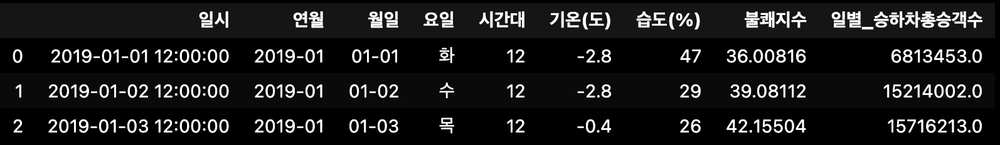 일시 연월 월일 요일 시간대 기온(도) 습도(%) 불쾌지수 일별_승하차총승객수
0 2019-01-01 12:00:00 2019-01 01-01 화 12 -2.8 47 36.00816 6813453.0
1 2019-01-02 12:00:00 2019-01 01-02 수 12 -2.8 29 39.08112 15214002.0
2 2019-01-03 12:00:00 2019-01 01-03 목 12 -0.4 26 42.15504 15716213.0